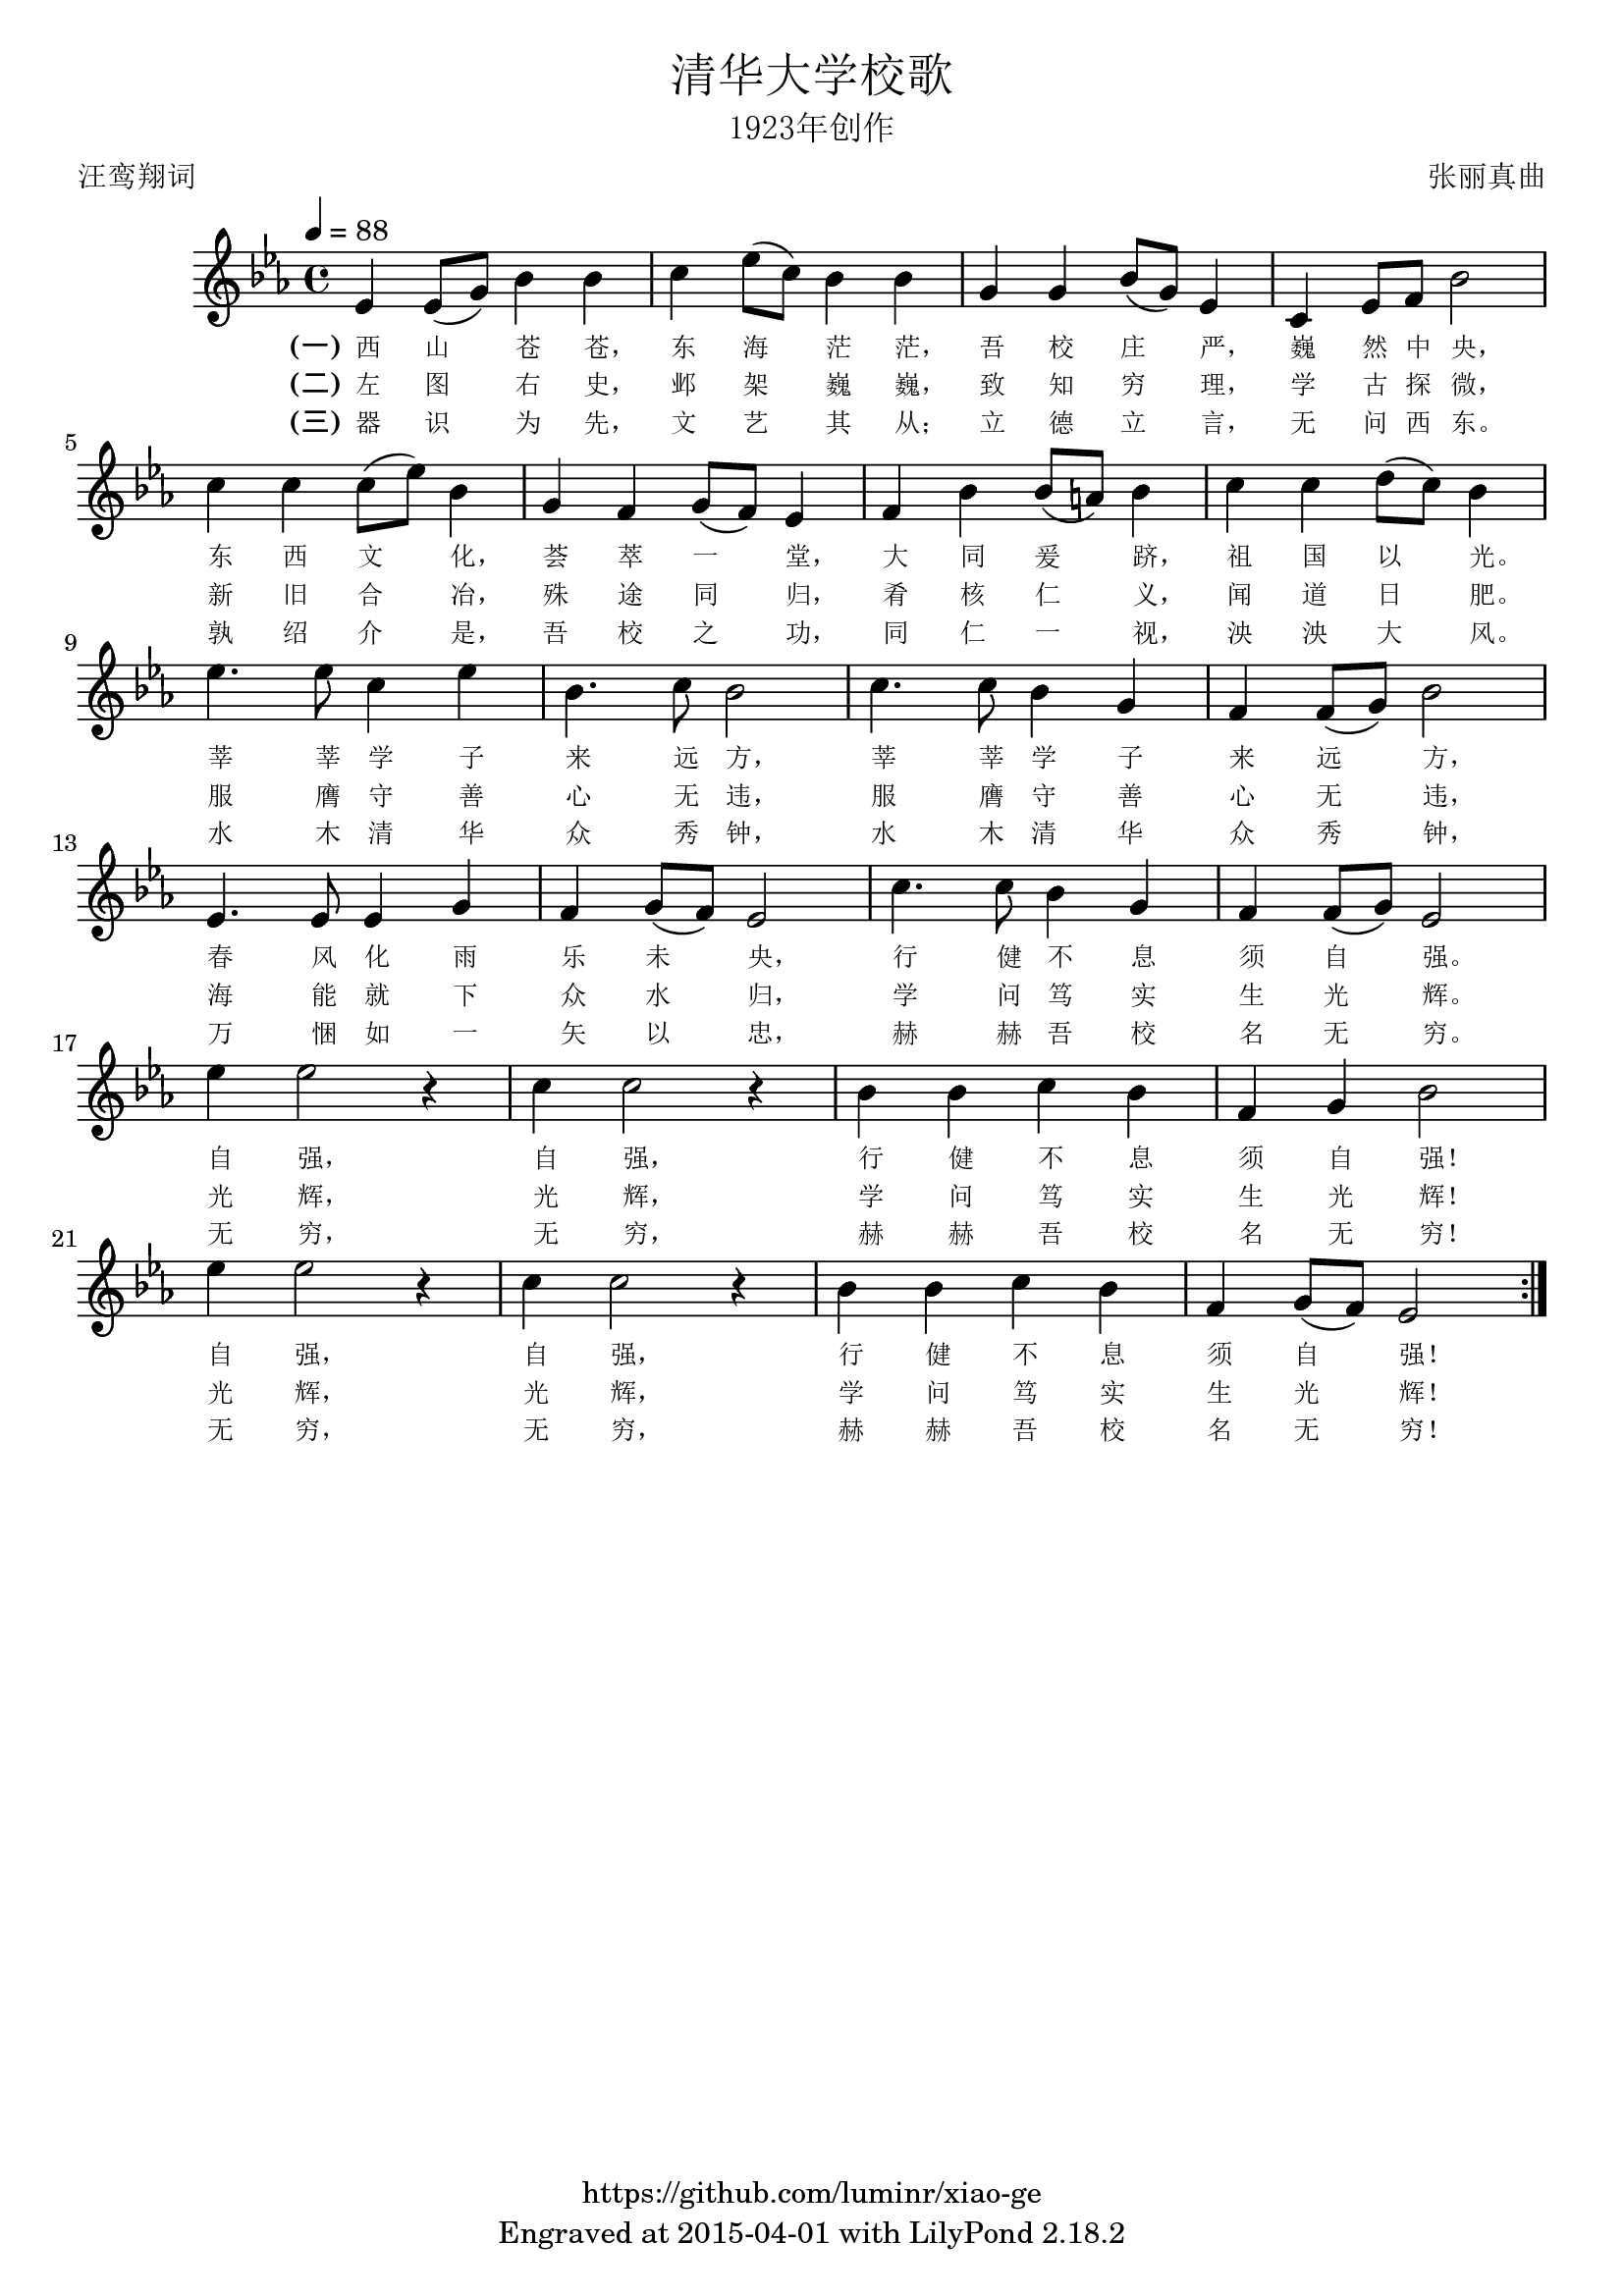 清华大学校歌
1923年创作
汪鸾翔词 张丽真曲
= 88
(一) 西 山 苍 苍， 东 海 茫 茫， 吾 校 庄 严， 巍 然 中 央，
(二) 左 图 右 史， 邺 架 巍 巍， 致 知 穷 理， 学 古 探 微，
(三) 器 识 为 先， 文 艺 其 从； 立 德 立 言， 无 问 西 东。
5
东 西 文 化， 荟 萃 一 堂， 大 同 爰 跻， 祖 国 以 光。
新 旧 合 冶， 殊 途 同 归， 肴 核 仁 义， 闻 道 日 肥。
孰 绍 介 是， 吾 校 之 功， 同 仁 一 视， 泱 泱 大 风。
9
莘 莘 学 子 来 远 方， 莘 莘 学 子 来 远 方，
服 膺 守 善 心 无 违， 服 膺 守 善 心 无 违，
水 木 清 华 众 秀 钟， 水 木 清 华 众 秀 钟，
13
春 风 化 雨 乐 未 央， 行 健 不 息 须 自 强。
海 能 就 下 众 水 归， 学 问 笃 实 生 光 辉。
万 悃 如 一 矢 以 忠， 赫 赫 吾 校 名 无 穷。
17
自 强， 自 强， 行 健 不 息 须 自 强！
光 辉， 光 辉， 学 问 笃 实 生 光 辉！
无 穷， 无 穷， 赫 赫 吾 校 名 无 穷！
21
自 强， 自 强， 行 健 不 息 须 自 强！
光 辉， 光 辉， 学 问 笃 实 生 光 辉！
无 穷， 无 穷， 赫 赫 吾 校 名 无 穷！
https://github.com/luminr/xiao-ge
Engraved at 2015-04-01 with LilyPond 2.18.2